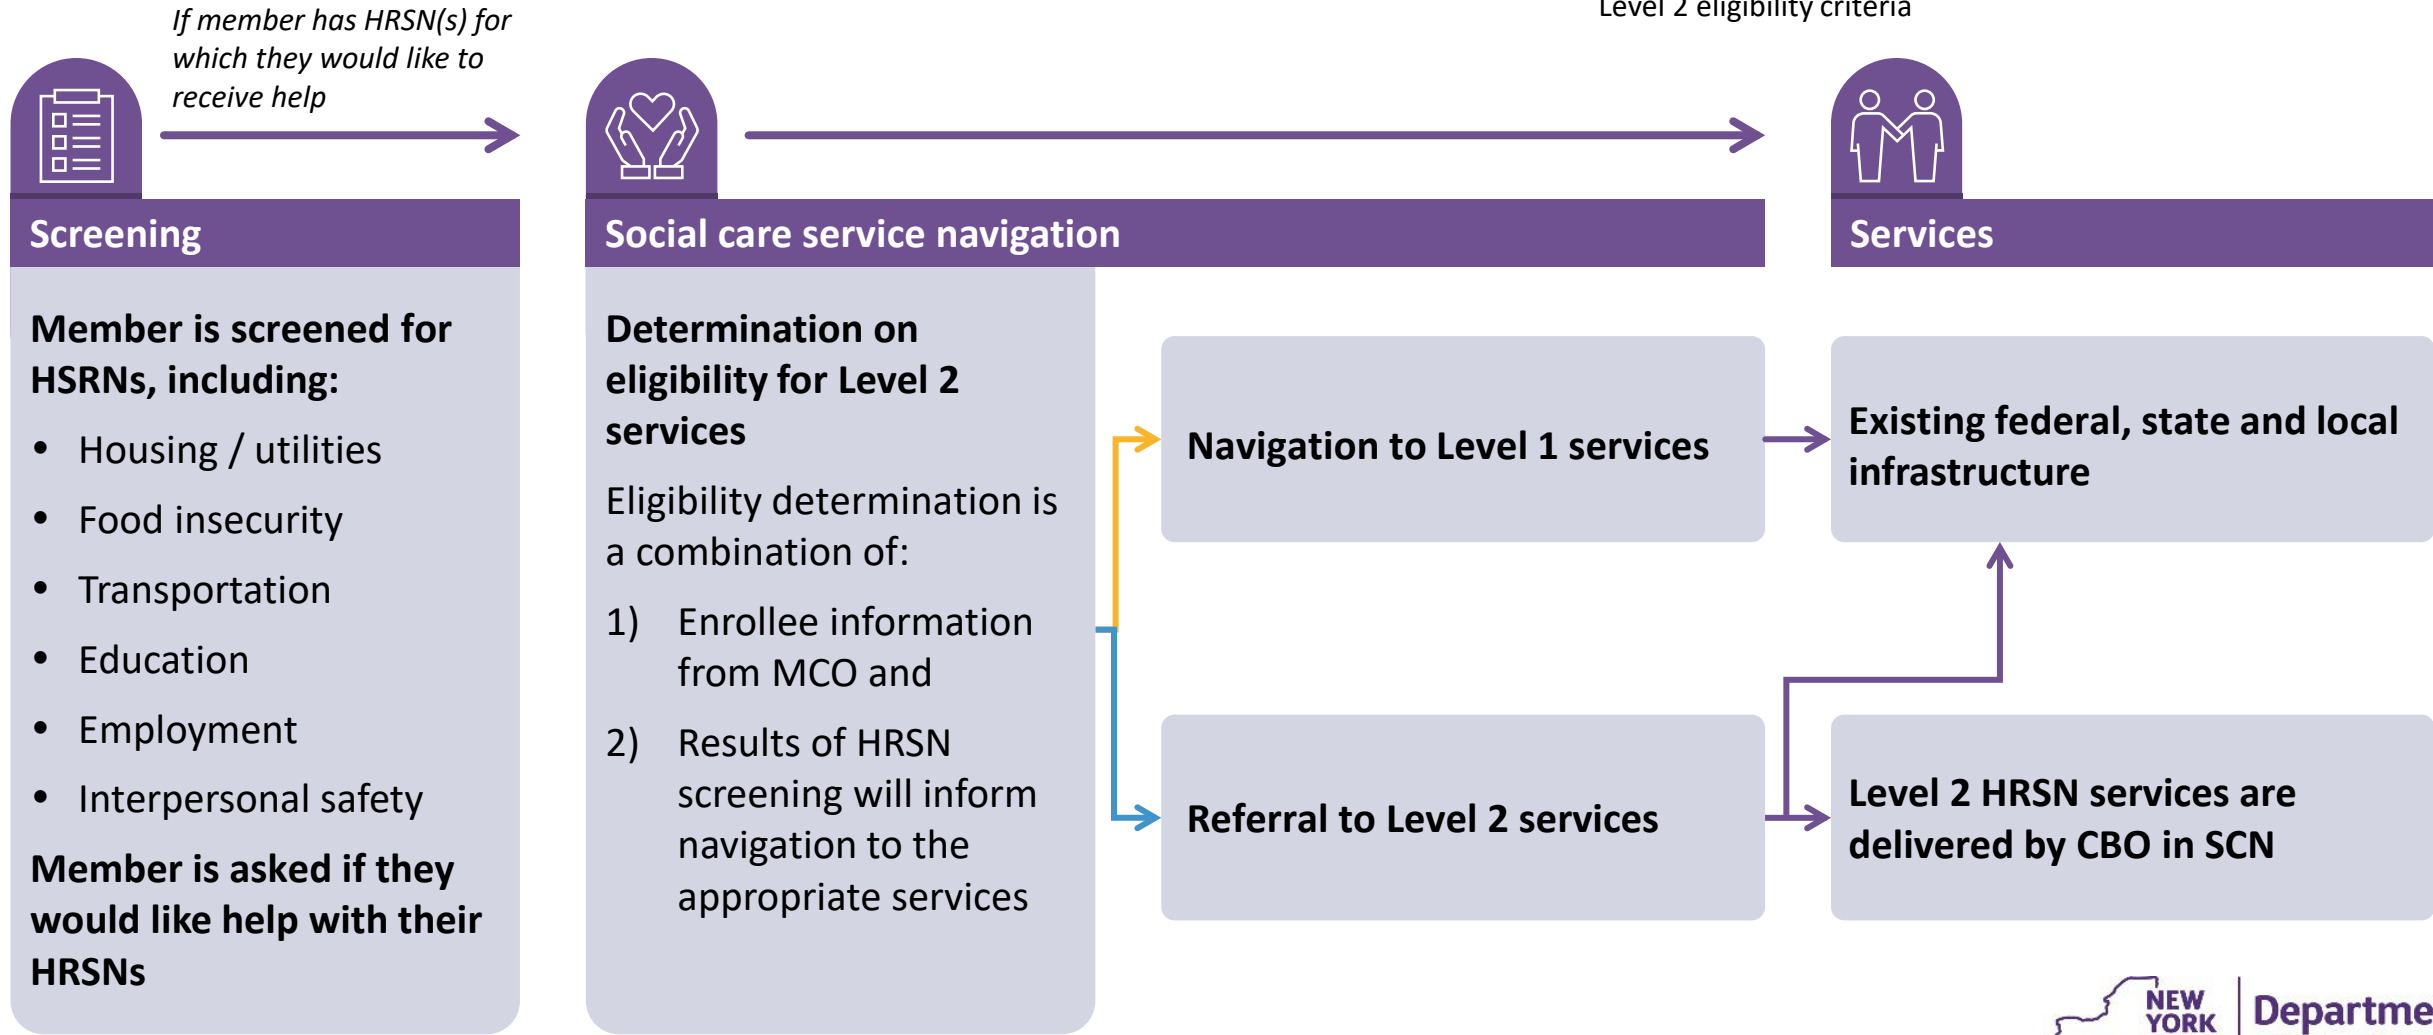 If member has HRSN(s) for
which they would like to
receive help
Level 2 eligibility criteria
Screening
Member is screened for
HSRNs, including:
• Housing / utilities
• Food insecurity
• Transportation
• Education
• Employment
• Interpersonal safety
Member is asked if they
would like help with their
HRSNs
Social care service navigation
Determination on
eligibility for Level 2
services
Eligibility determination is
a combination of:
1) Enrollee information
from MCO and
2) Results of HRSN
screening will inform
navigation to the
appropriate services
Navigation to Level 1 services
Referral to Level 2 services
Services
Existing federal, state and local
infrastructure
Level 2 HRSN services are
delivered by CBO in SCN
NEW
YORK
Departme